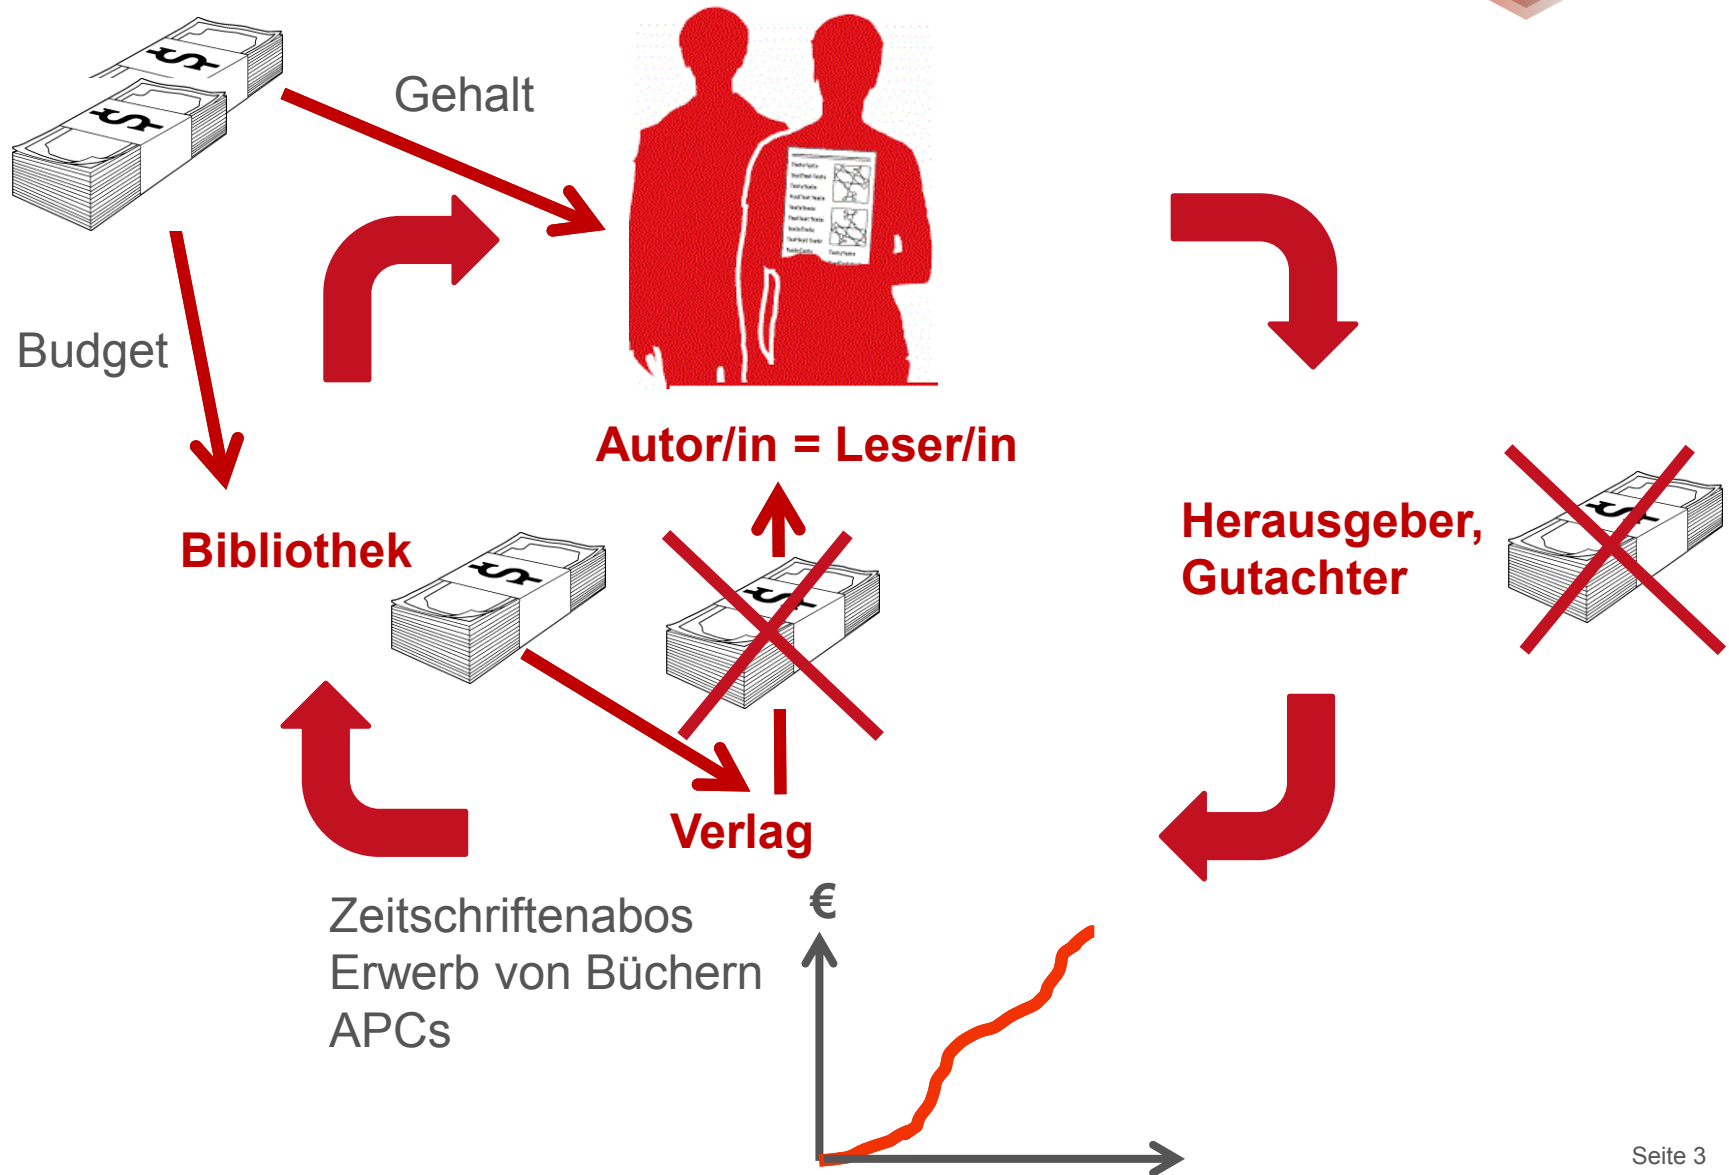 Gehalt
Budget
Autor/in = Leser/in
Bibliothek
Herausgeber,
Gutachter
Verlag
Zeitschriftenabos
Erwerb von Büchern
APCs
€
Seite 3